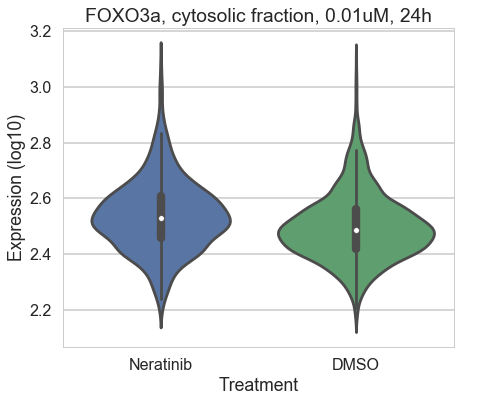 FOXO3a, cytosolic fraction, 0.01uM, 24h
Expression (log10)
3.2
3.0
2.8
2.6
2.4
2.2
Neratinib DMSO
Treatment